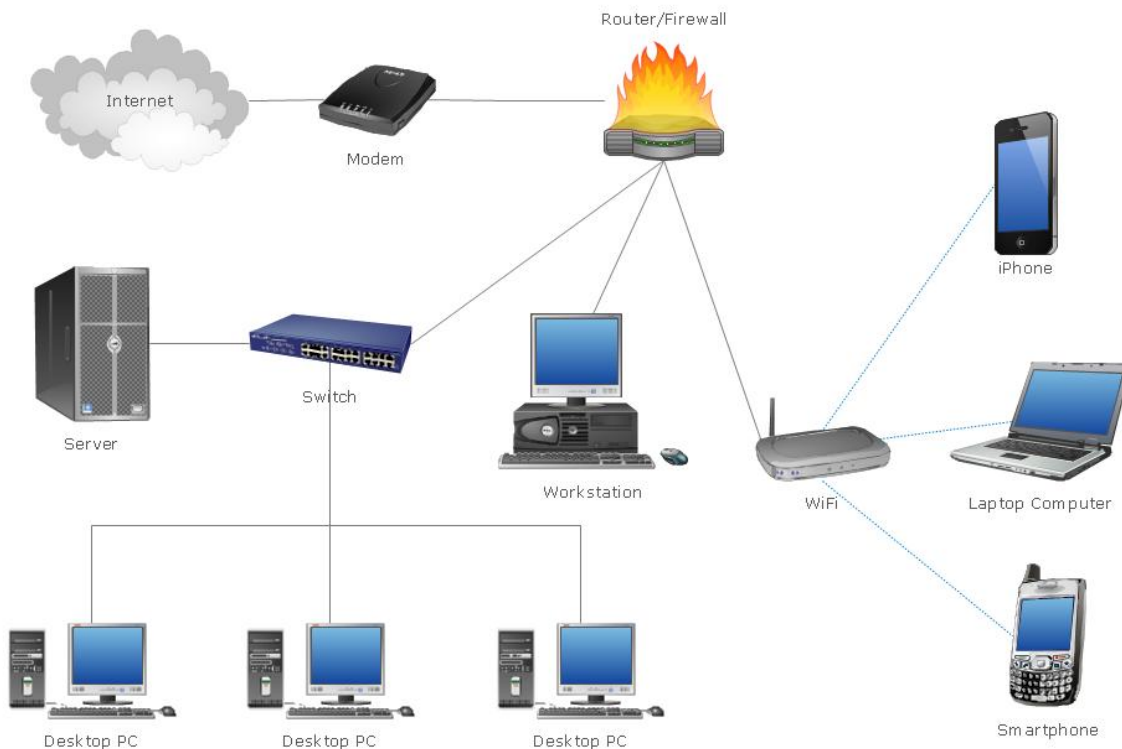 Router/Firewall
Internet
Modem
iPhone
Switch
Server
Workstation
WiFi
Laptop Computer
Desktop PC
Desktop PC
Desktop PC
Smartphone